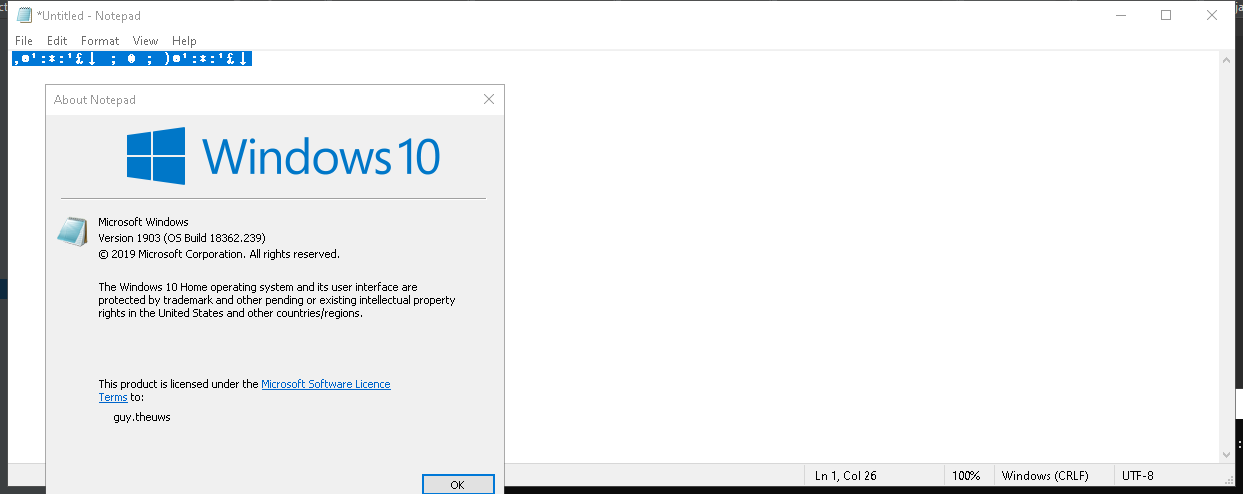 *Untitled - Notepad
File Edit Format View Help
About Notepad
Windows 10
Microsoft Windows
Version 1903 (OS Build 18362.239)
© 2019 Microsoft Corporation. All rights reserved.
The Windows 10 Home operating system and its user interface are
protected by trademark and other pending or existing intellectual property
rights in the United States and other countries/regions.
This product is licensed under the Microsoft Software Licence
Terms to:
guy.theuws
OK
Ln 1, Col 26 100% Windows (CRLF) UTF-8